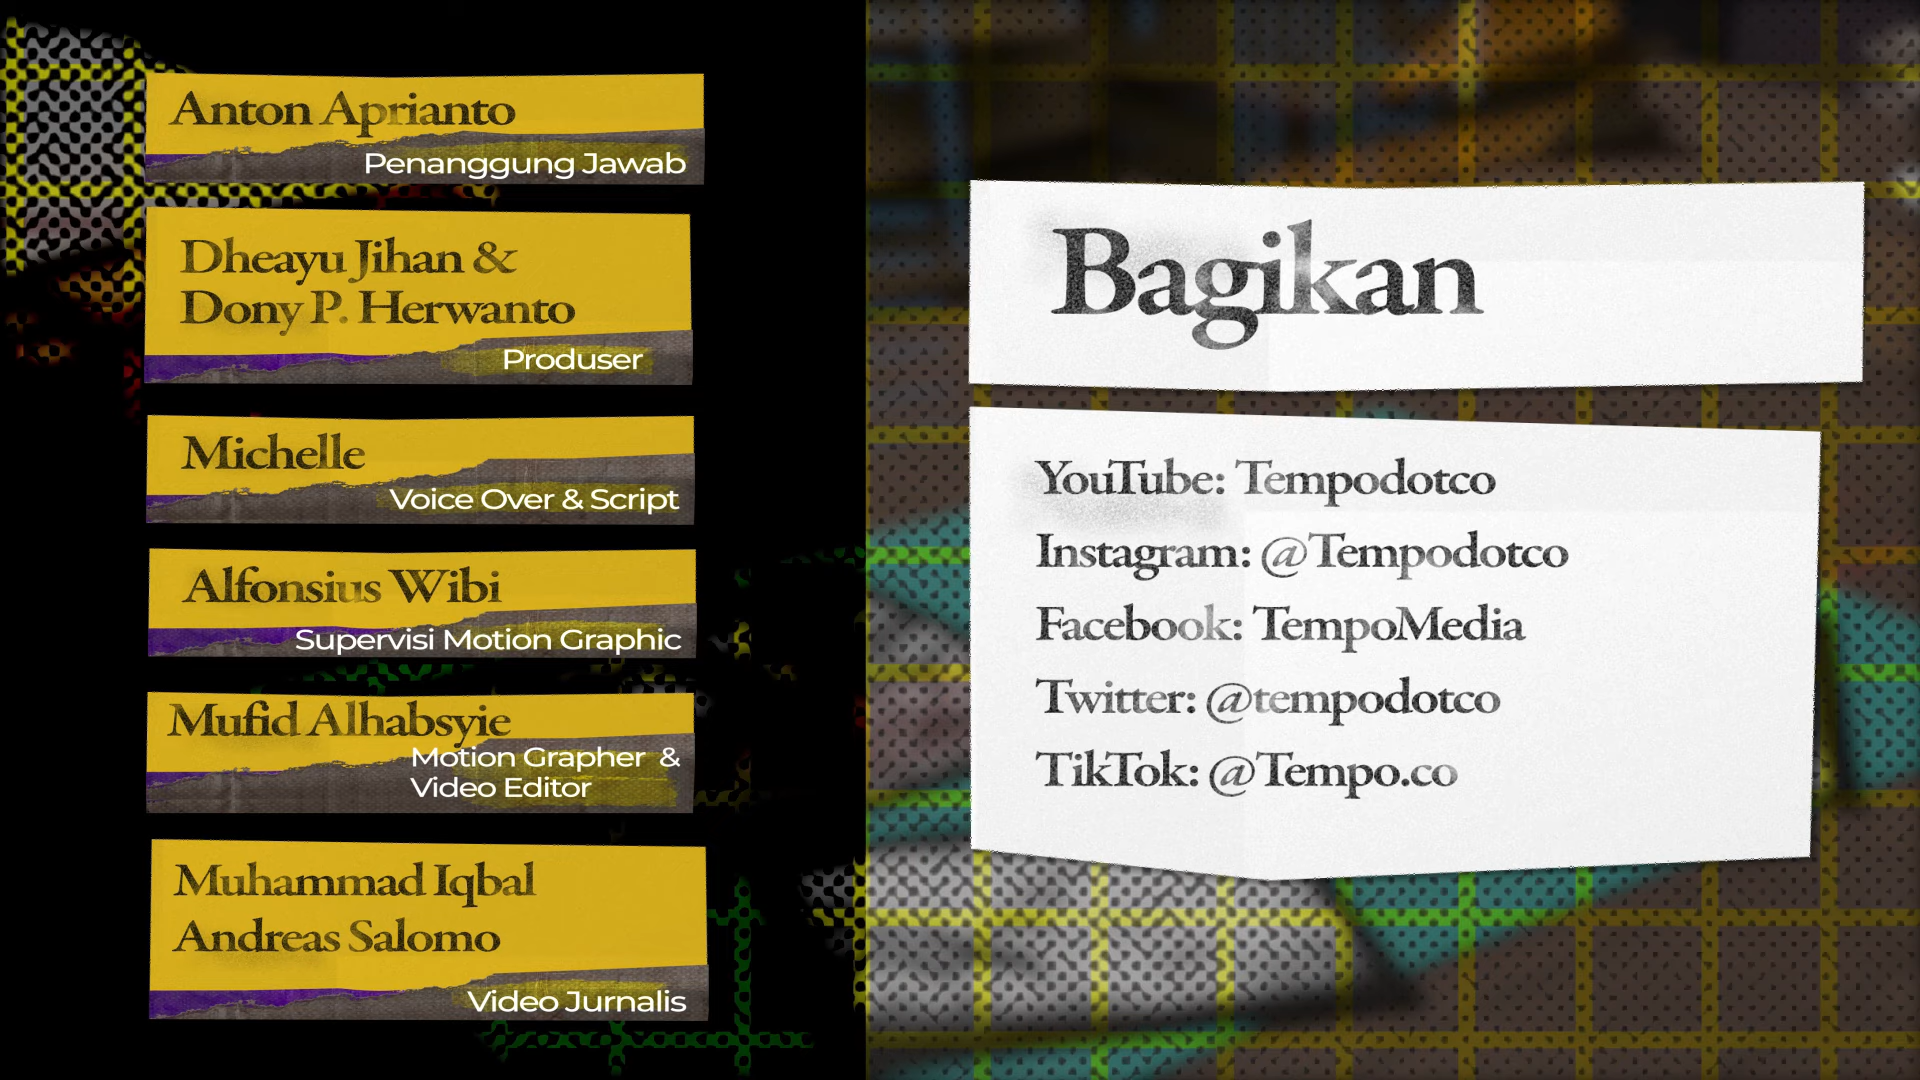 Anton Aprianto
Penanggung Jawab
Dheayu Jihan &
Dony P. Herwanto
Produser
Michelle
Voice Over & Script
Alfonsius Wibi
Supervisi Motion Graphic
Mufid Alhabsyie
Motion Grapher &
Video Editor
Muhammad Iqbal
Andreas Salomo
Video Jurnalis
Bagikan
YouTube: Tempodotco
Instagram: @Tempodotco
Facebook: TempoMedia
Twitter: @tempodotco
TikTok: @Tempo.co